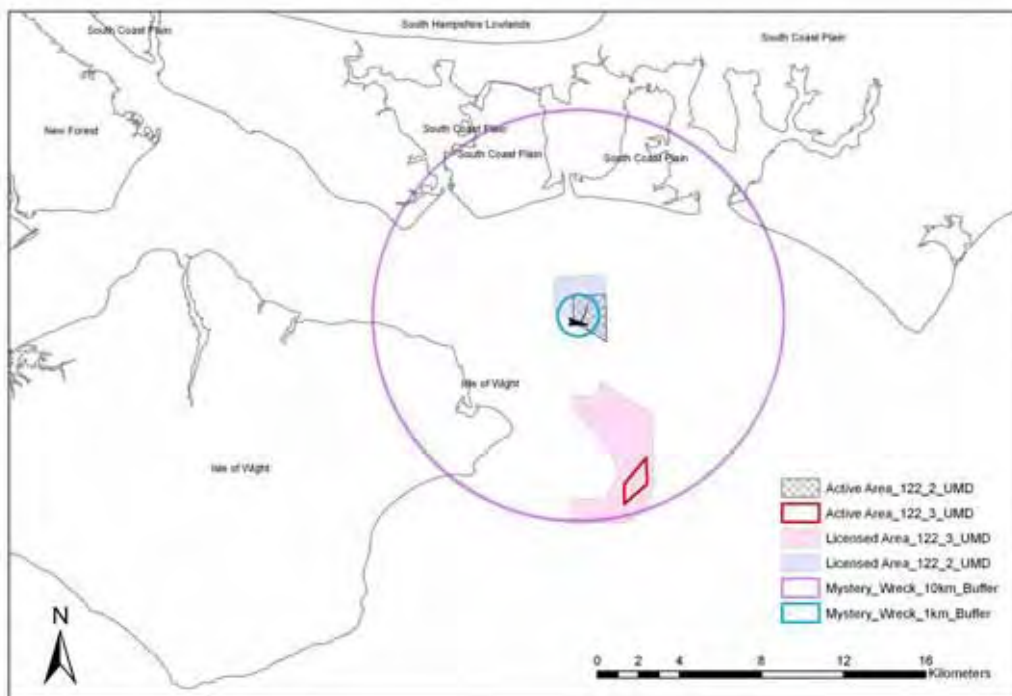 South Hampshire Lowlands
South Coast Plain
South Coast Plain
New Forest
South Coast Plain
South Coast Plain
South Coast Plain
Isle of Wight
Isle of Wight
Active Area_122_2_UMD
Active Area_122_3_UMD
Licensed Area_122_3_UMD
Licensed Area_122_2_UMD
Mystery_Wreck_10km_Buffer
Mystery_Wreck_1km_Buffer
N
0 2 4 8 12 16
Kilometers